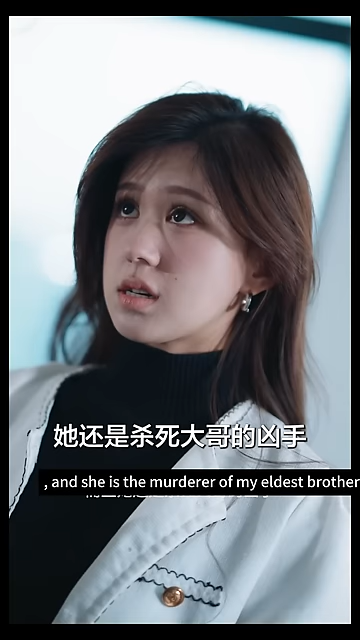 她还是杀死大哥的凶手
, and she is the murderer of my eldest brother